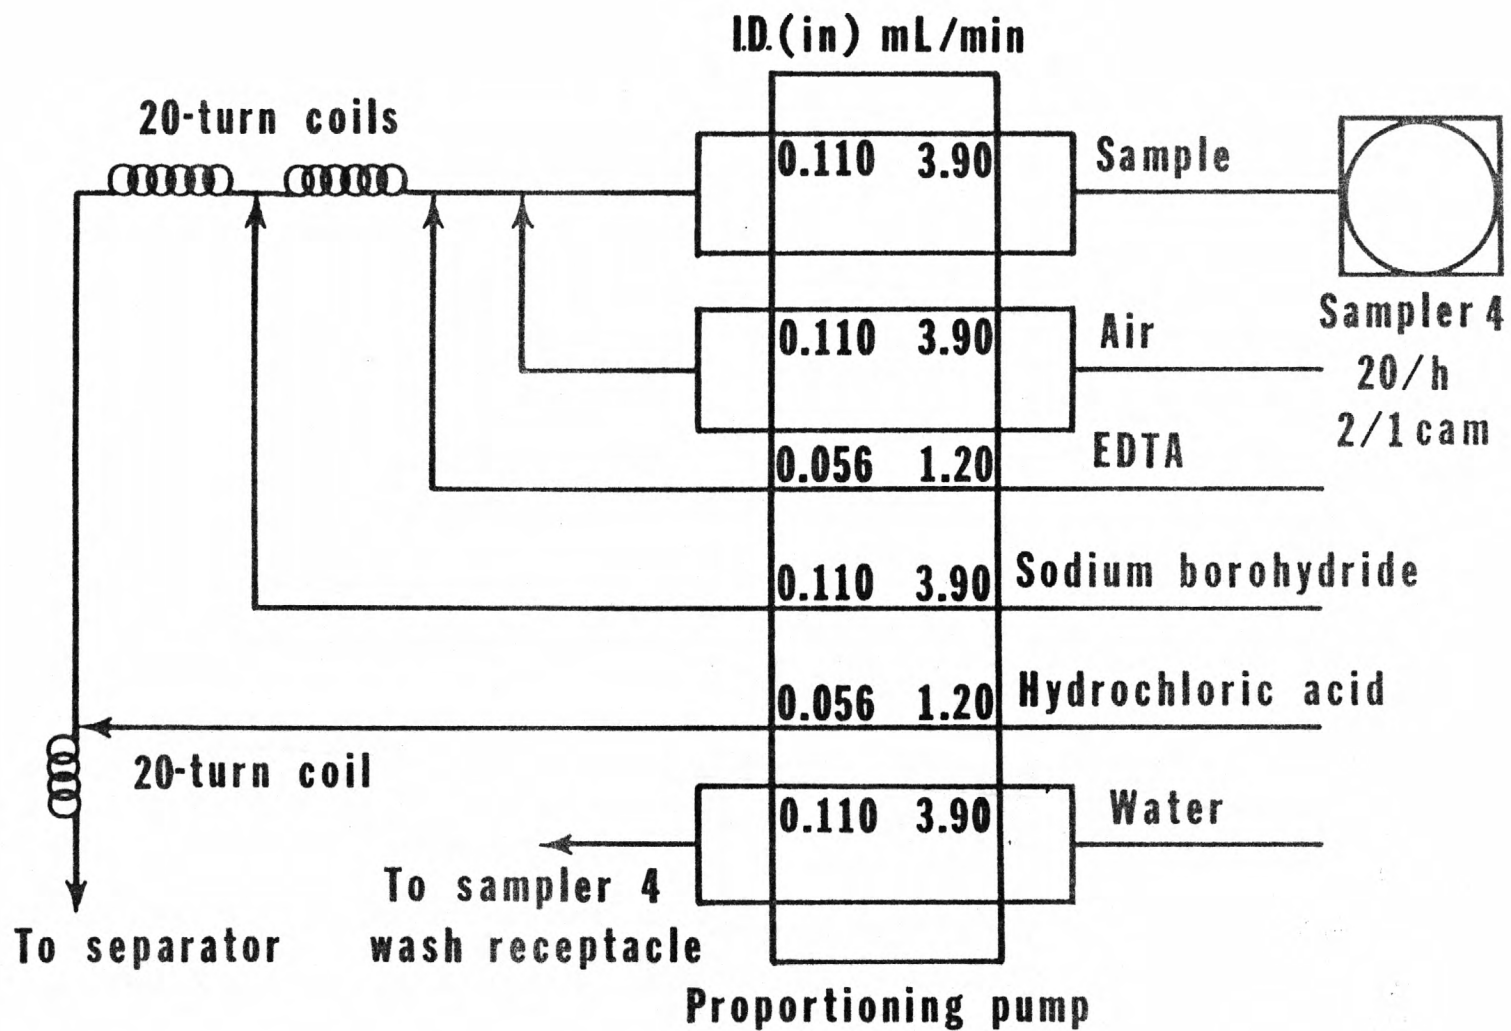 I.D. (in) mL/min
20-turn coils
0.110 3.90 Sample
Sampler 4
20/h
2/1 cam
0.110 3.90 Air
0.056 1.20 EDTA
0.110 3.90 Sodium borohydride
0.056 1.20 Hydrochloric acid
20-turn coil
0.110 3.90 Water
To sampler 4
wash receptacle
To separator
Proportioning pump